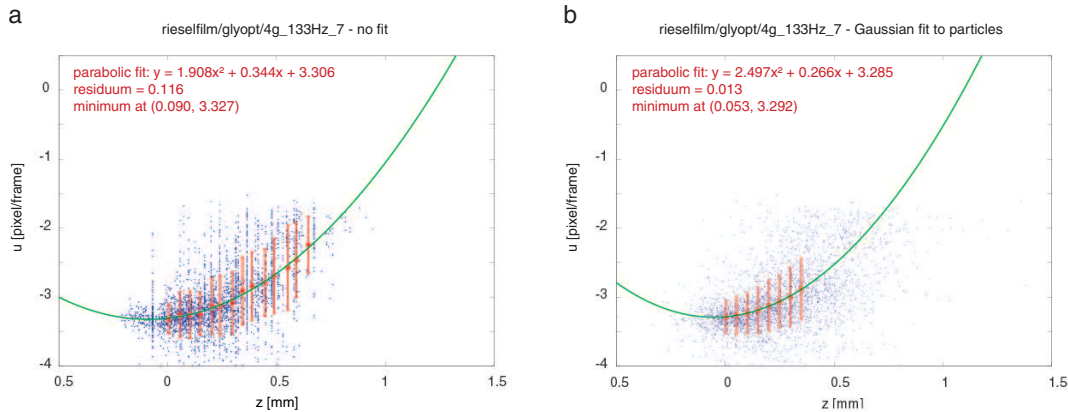 a
rieselfilm/glyopt/4g_133Hz_7 - no fit
parabolic fit: y = 1.908x² + 0.344x + 3.306
residuum = 0.116
minimum at (0.090, 3.327)
0
-1
-2
-3
-4
u [pixel/frame]
0.5
0
0.5
1
1.5
z [mm]
b
rieselfilm/glyopt/4g_133Hz_7 - Gaussian fit to particles
parabolic fit: y = 2.497x² + 0.266x + 3.285
residuum = 0.013
minimum at (0.053, 3.292)
0
-1
-2
-3
-4
u [pixel/frame]
0.5
0
0.5
1
1.5
z [mm]